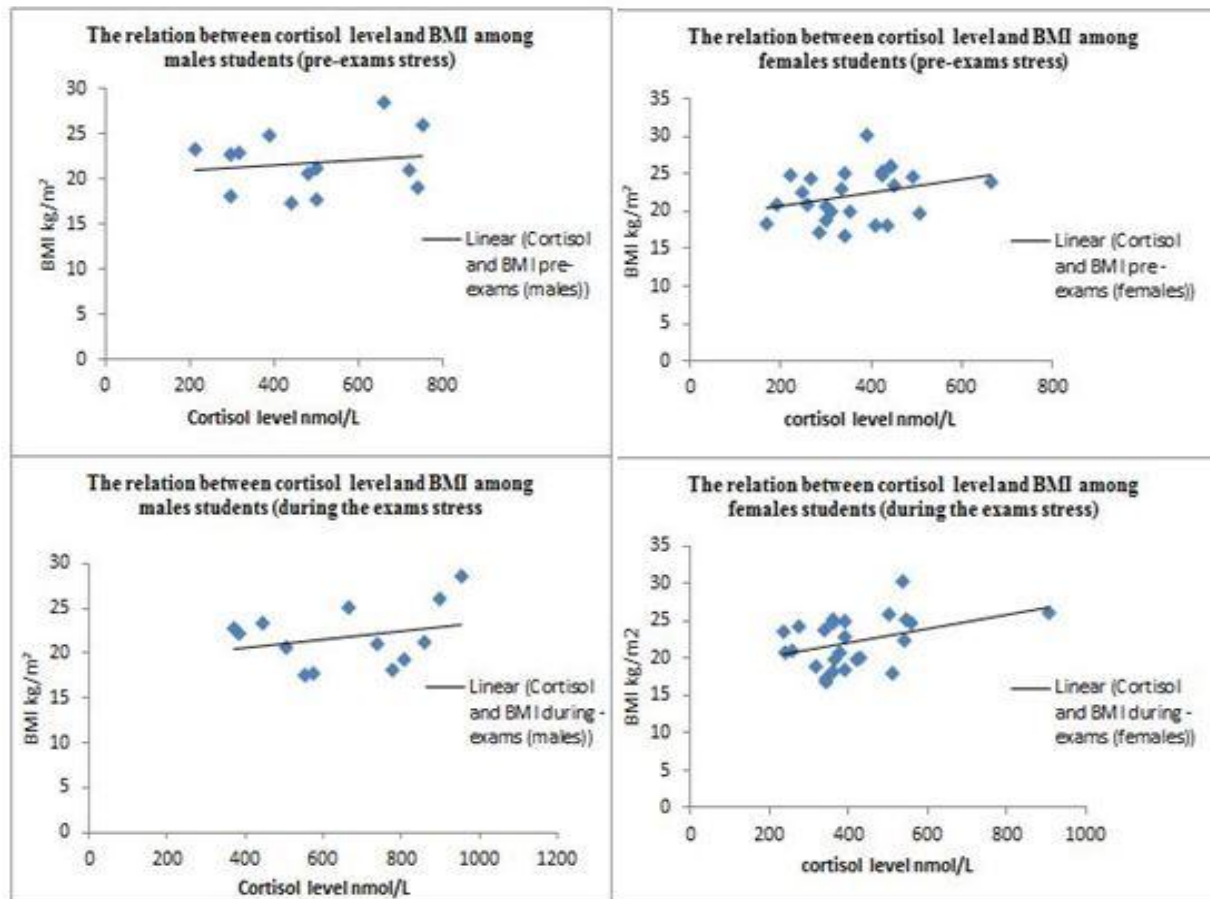 The relation between cortisol level and BMI among
males students (pre-exams stress)
30
25
20
15
10
5
0
BMI kg/m²
0 200 400 600 800
Cortisol level nmol/L
Linear (Cortisol
and BMI pre-
exams (males))
The relation between cortisol level and BMI among
females students (pre-exams stress)
35
30
25
20
15
10
5
0
BMI kg/m²
0 200 400 600 800
cortisol level nmol/L
Linear (Cortisol
and BMI pre -
exams (females))
The relation between cortisol level and BMI among
males students (during the exams stress
30
25
20
15
10
5
0
BMI kg/m²
0 200 400 600 800 1000 1200
Cortisol level nmol/L
Linear (Cortisol
and BMI during -
exams (males))
The relation between cortisol level and BMI among
females students (during the exams stress)
35
30
25
20
15
10
5
0
BMI kg/m2
0 200 400 600 800 1000
cortisol level nmol/L
Linear (Cortisol
and BMI during -
exams (females))